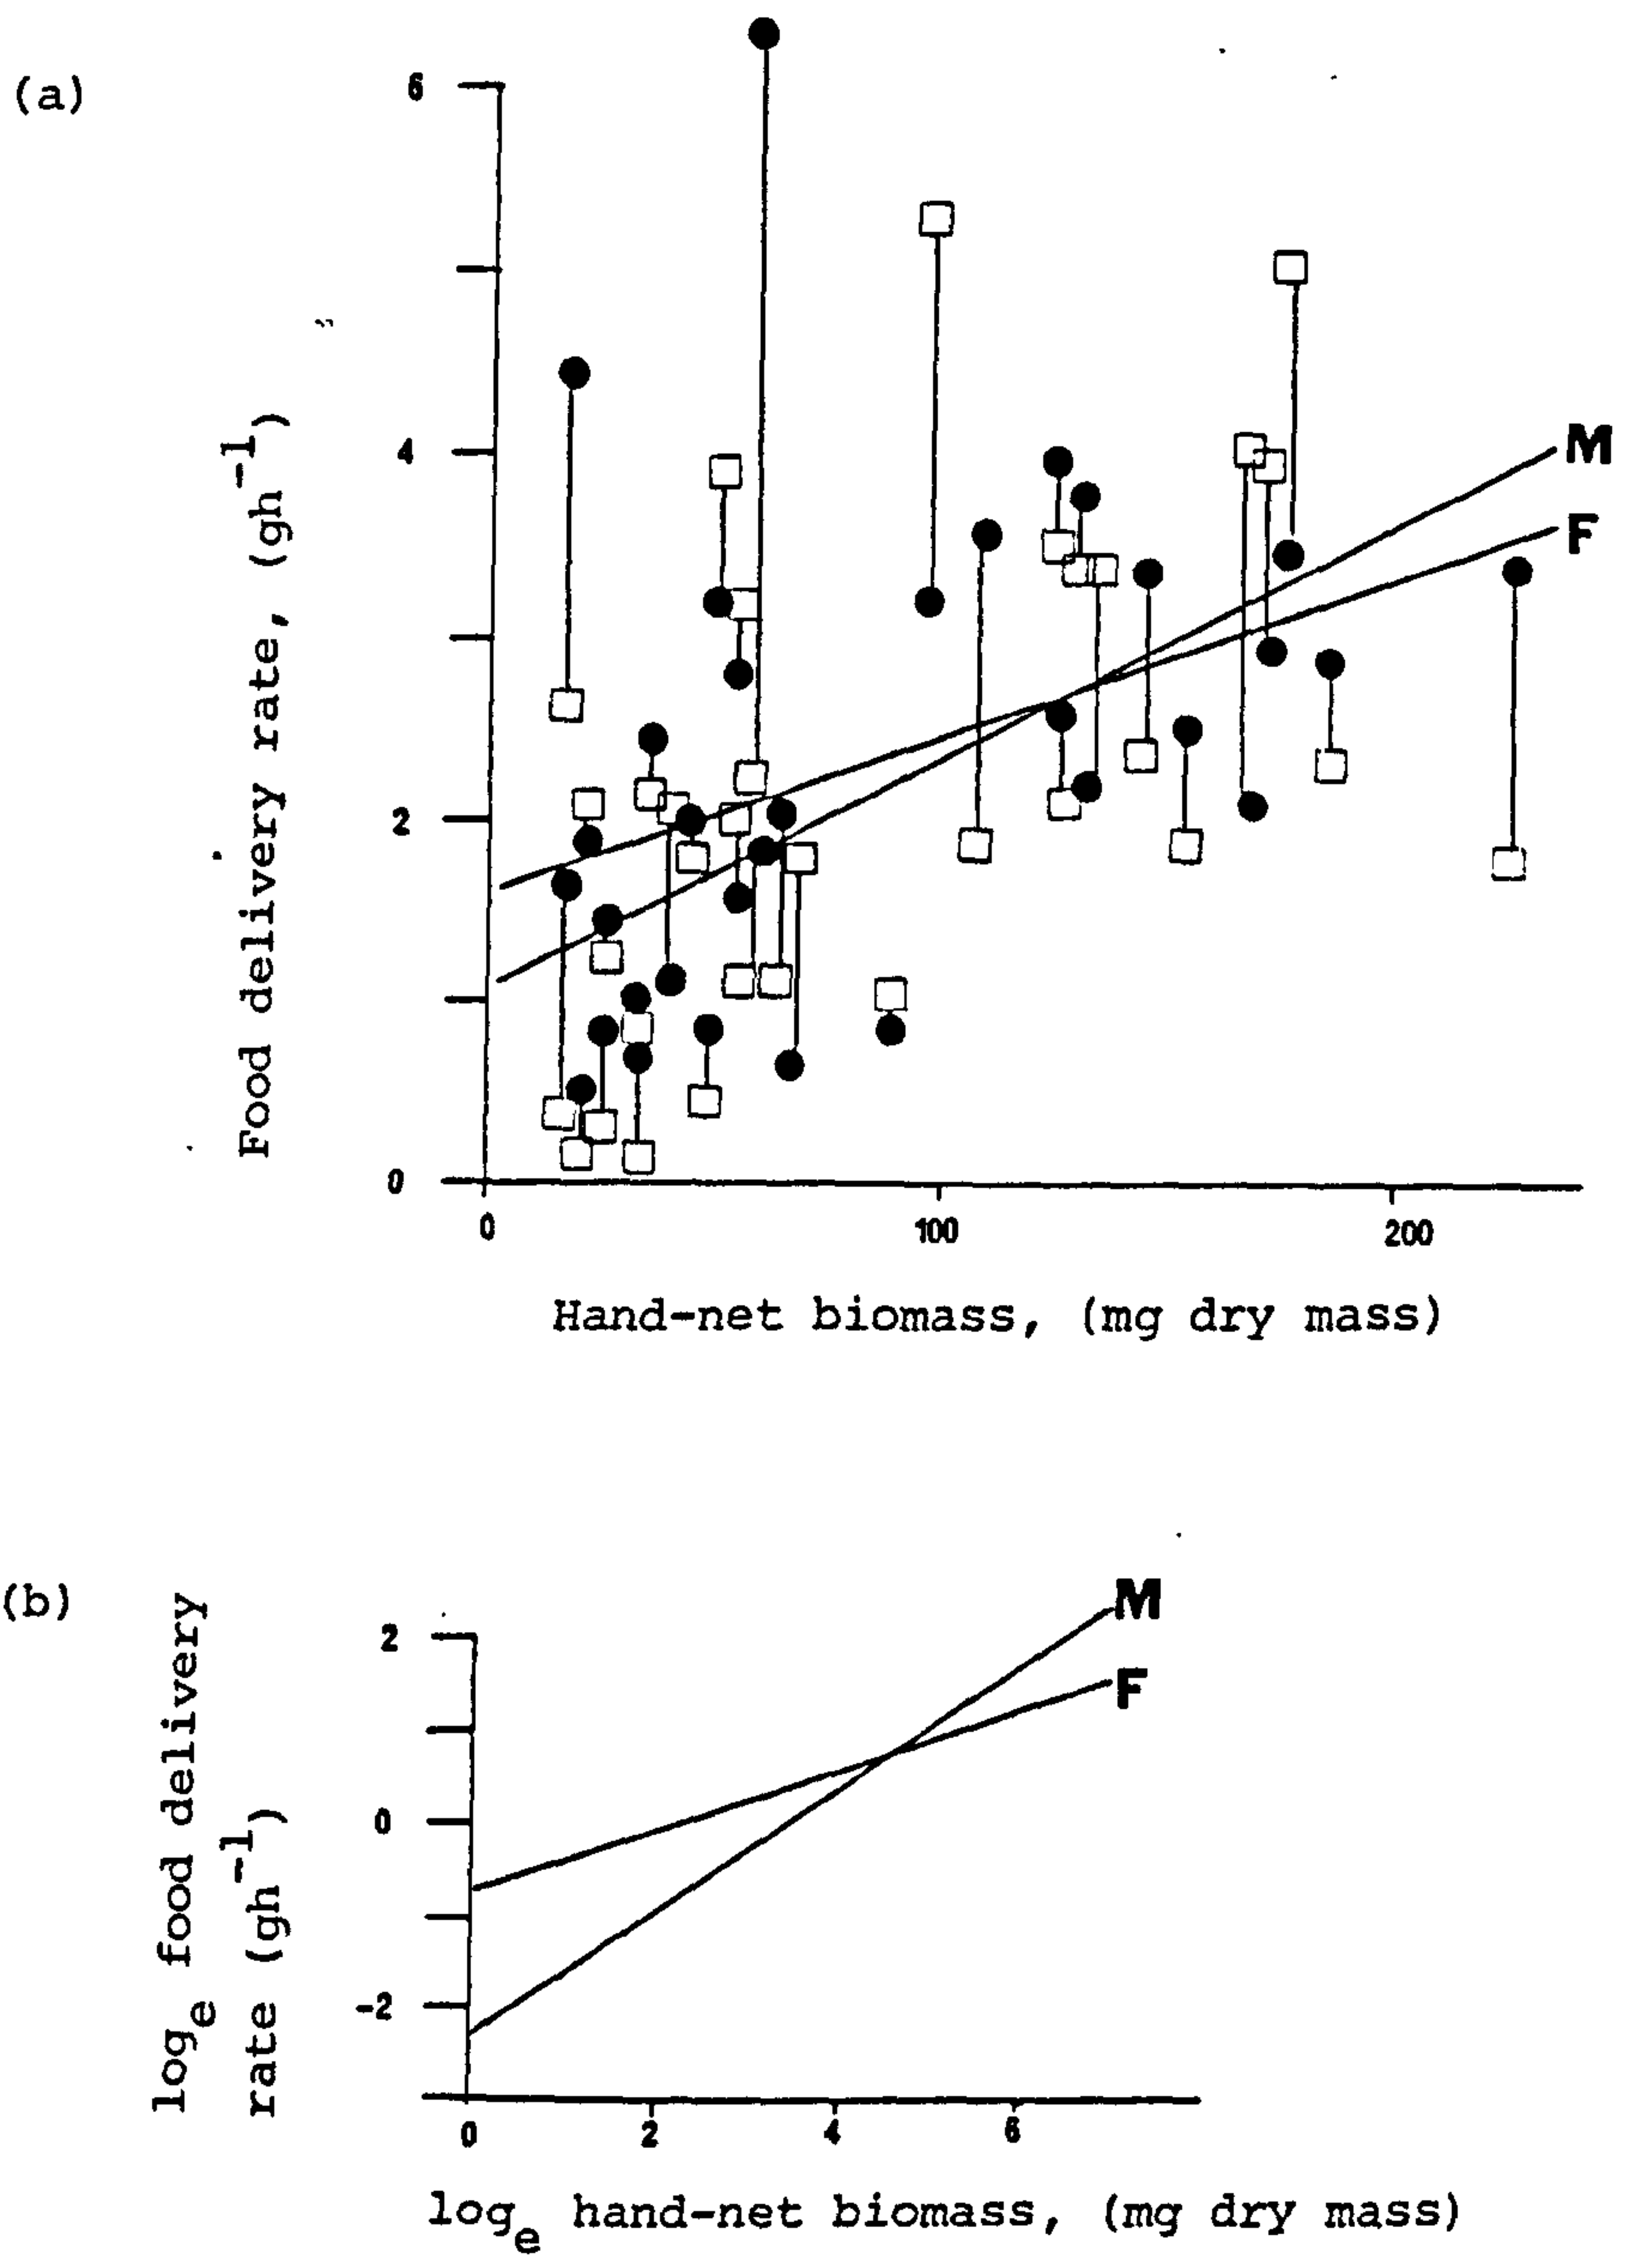 (a)
6
4
2
0
Food delivery rate, (gh⁻¹)
M
F
0 100 200
Hand-net biomass, (mg dry mass)
(b)
2
0
-2
logₑ food delivery
rate (gh⁻¹)
M
F
0 2 4 6
logₑ hand-net biomass, (mg dry mass)